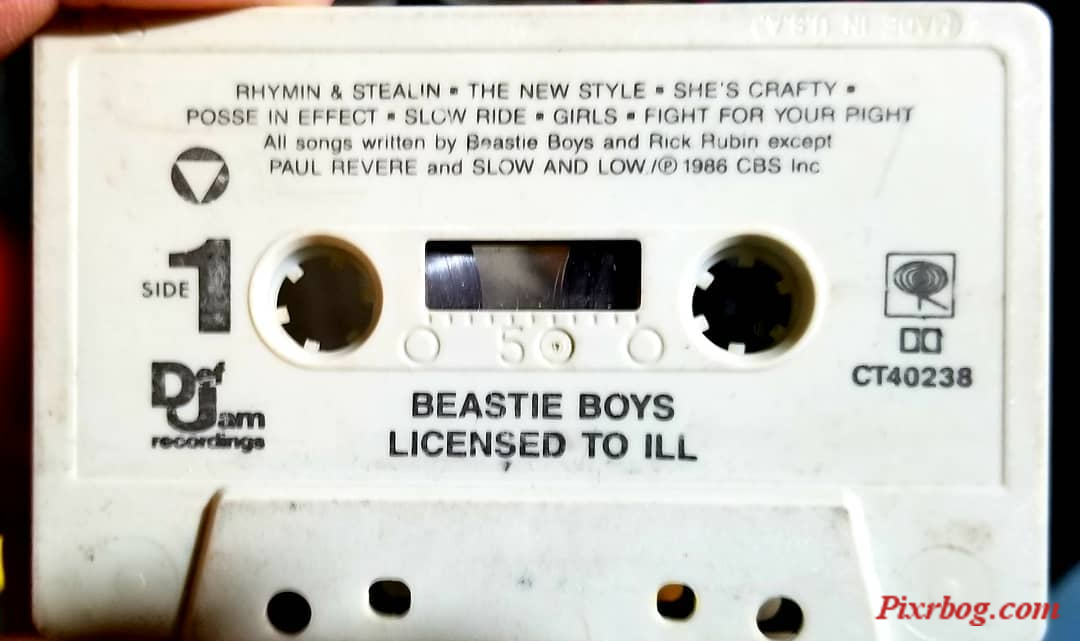 MADE IN U.S.A.
RHYMIN & STEALIN ▪ THE NEW STYLE ▪ SHE'S CRAFTY ▪
POSSE IN EFFECT ▪ SLOW RIDE ▪ GIRLS ▪ FIGHT FOR YOUR RIGHT
All songs written by Beastie Boys and Rick Rubin except
PAUL REVERE and SLOW AND LOW./℗ 1986 CBS Inc
SIDE 1
5
Def
Jam
recordings
CT40238
BEASTIE BOYS
LICENSED TO ILL
Pixrbog.com